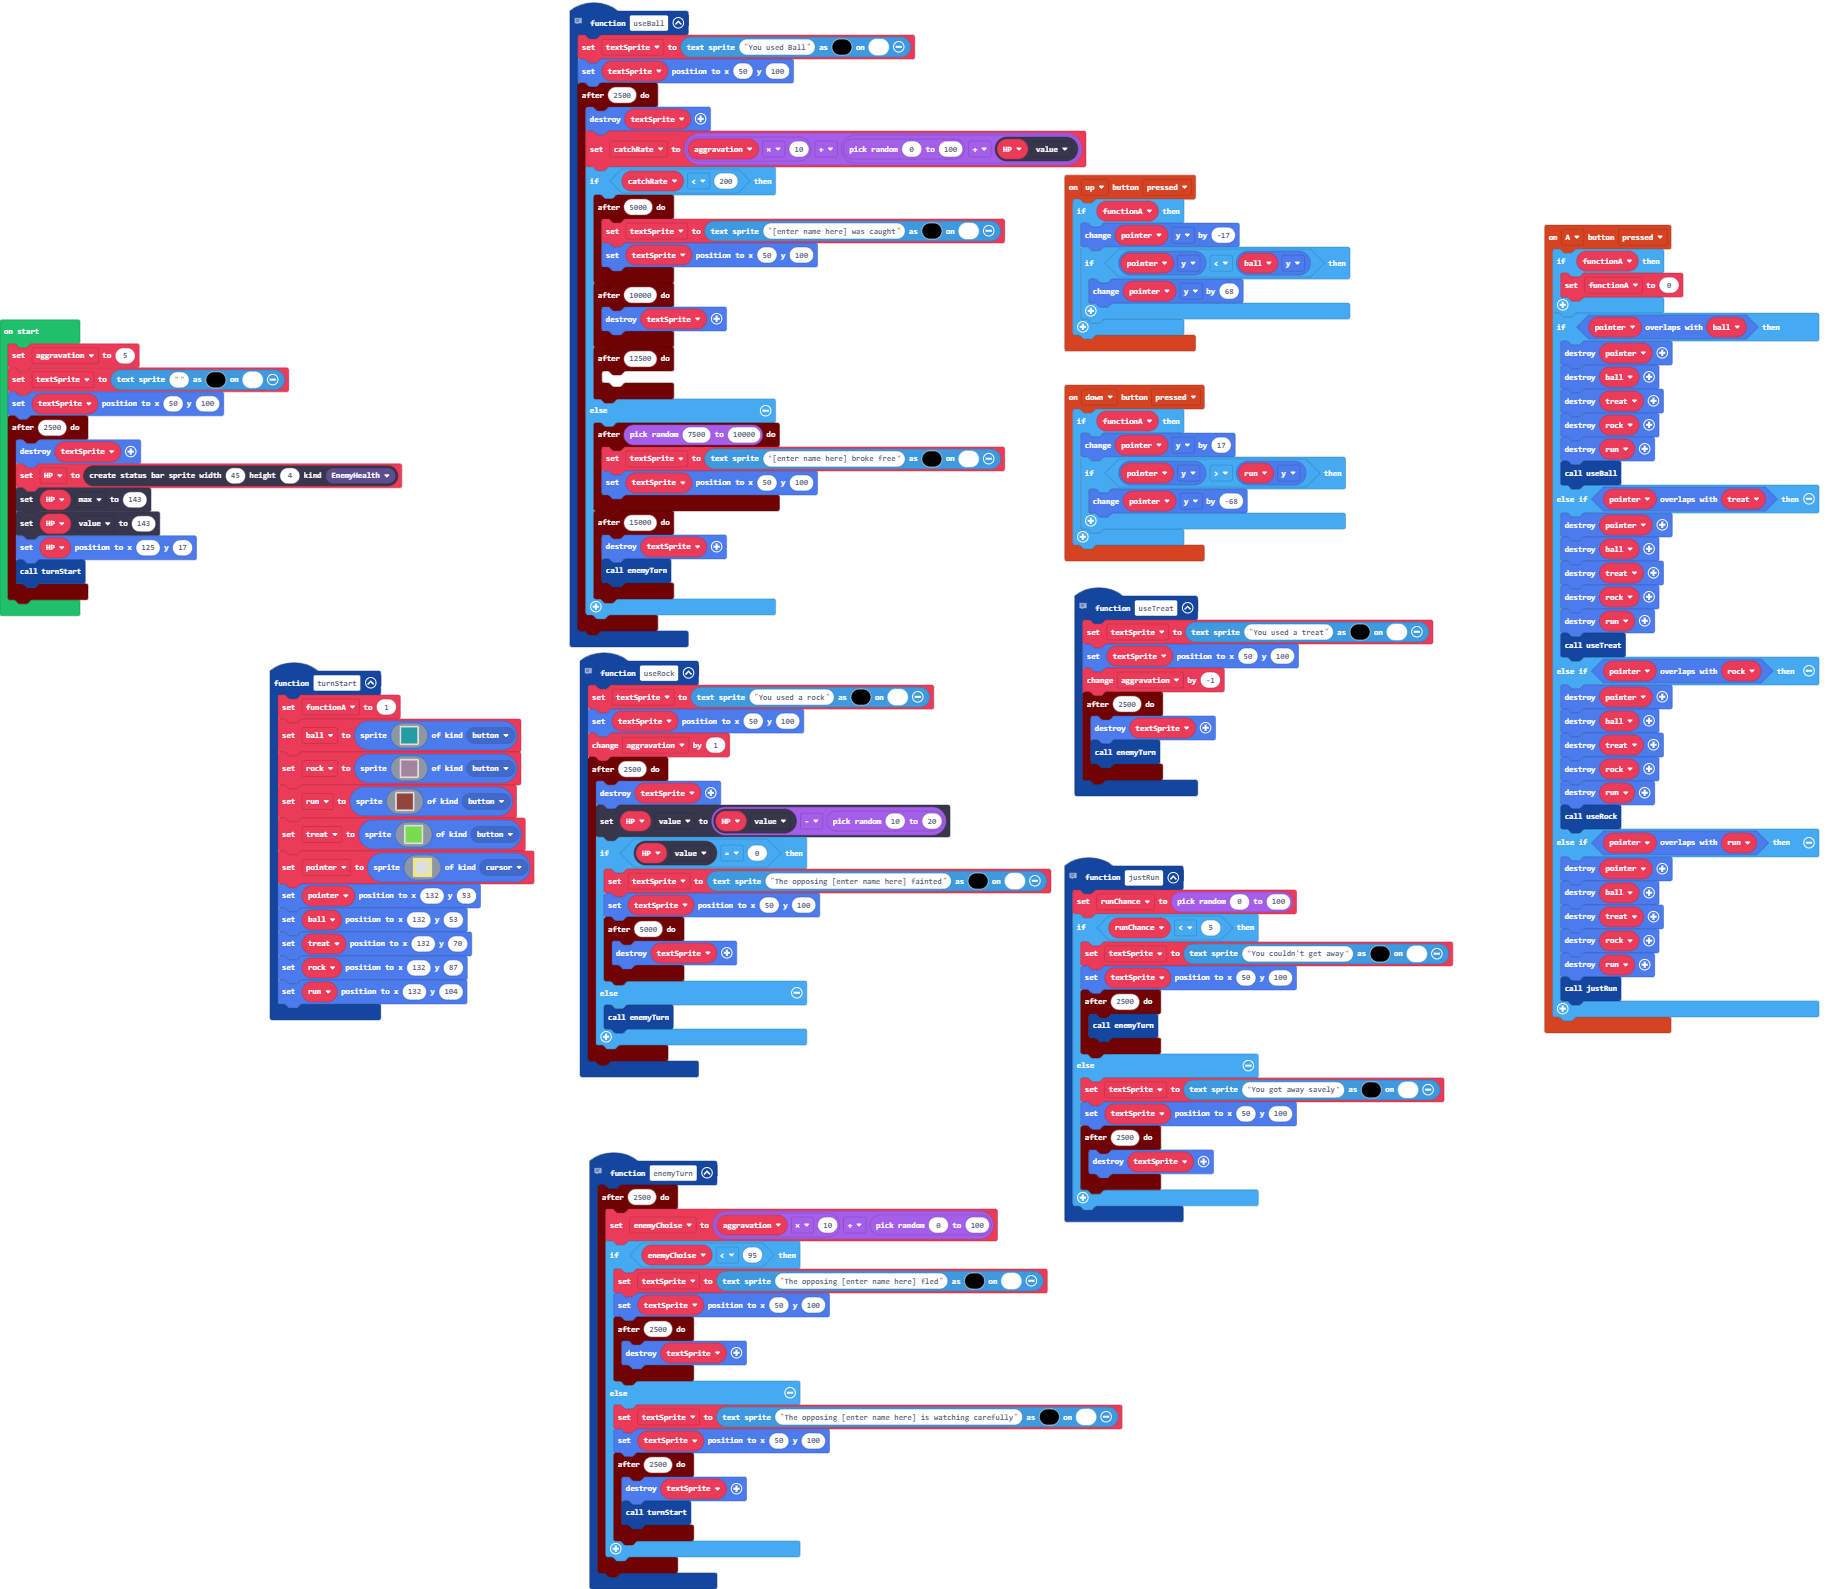 on start
set aggravation to 5
set textSprite to text sprite "" as on
set textSprite position to x 50 y 100
after 2500 do
destroy textSprite
set HP to create status bar sprite width 45 height 4 kind EnemyHealth
set HP max to 143
set HP value to 143
set HP position to x 125 y 17
call turnStart
function turnStart
set functionA to 1
set ball to sprite of kind button
set rock to sprite of kind button
set run to sprite of kind button
set treat to sprite of kind button
set pointer to sprite of kind cursor
set pointer position to x 132 y 53
set ball position to x 132 y 53
set treat position to x 132 y 70
set rock position to x 132 y 87
set run position to x 132 y 104
function useBall
set textSprite to text sprite "You used Ball" as on
set textSprite position to x 50 y 100
after 2500 do
destroy textSprite
set catchRate to aggravation × 10 + pick random 0 to 100 + HP value
if catchRate < 200 then
after 5000 do
set textSprite to text sprite "[enter name here] was caught" as on
set textSprite position to x 50 y 100
after 10000 do
destroy textSprite
after 12500 do
else
after pick random 7500 to 10000 do
set textSprite to text sprite "[enter name here] broke free" as on
set textSprite position to x 50 y 100
after 15000 do
destroy textSprite
call enemyTurn
function useRock
set textSprite to text sprite "You used a rock" as on
set textSprite position to x 50 y 100
change aggravation by 1
after 2500 do
destroy textSprite
set HP value to HP value - pick random 10 to 20
if HP value = 0 then
set textSprite to text sprite "The opposing [enter name here] fainted" as on
set textSprite position to x 50 y 100
after 5000 do
destroy textSprite
else
call enemyTurn
function enemyTurn
after 2500 do
set enemyChoise to aggravation × 10 + pick random 0 to 100
if enemyChoise < 95 then
set textSprite to text sprite "The opposing [enter name here] fled" as on
set textSprite position to x 50 y 100
after 2500 do
destroy textSprite
else
set textSprite to text sprite "The opposing [enter name here] is watching carefully" as on
set textSprite position to x 50 y 100
after 2500 do
destroy textSprite
call turnStart
on up button pressed
if functionA then
change pointer y by -17
if pointer y < ball y then
change pointer y by 68
on down button pressed
if functionA then
change pointer y by 17
if pointer y > run y then
change pointer y by -68
function useTreat
set textSprite to text sprite "You used a treat" as on
set textSprite position to x 50 y 100
change aggravation by -1
after 2500 do
destroy textSprite
call enemyTurn
function justRun
set runChance to pick random 0 to 100
if runChance < 5 then
set textSprite to text sprite "You couldn't get away" as on
set textSprite position to x 50 y 100
after 2500 do
call enemyTurn
else
set textSprite to text sprite "You got away savely" as on
set textSprite position to x 50 y 100
after 2500 do
destroy textSprite
on A button pressed
if functionA then
set functionA to 0
if pointer overlaps with ball then
destroy pointer
destroy ball
destroy treat
destroy rock
destroy run
call useBall
else if pointer overlaps with treat then
destroy pointer
destroy ball
destroy treat
destroy rock
destroy run
call useTreat
else if pointer overlaps with rock then
destroy pointer
destroy ball
destroy treat
destroy rock
destroy run
call useRock
else if pointer overlaps with run then
destroy pointer
destroy ball
destroy treat
destroy rock
destroy run
call justRun